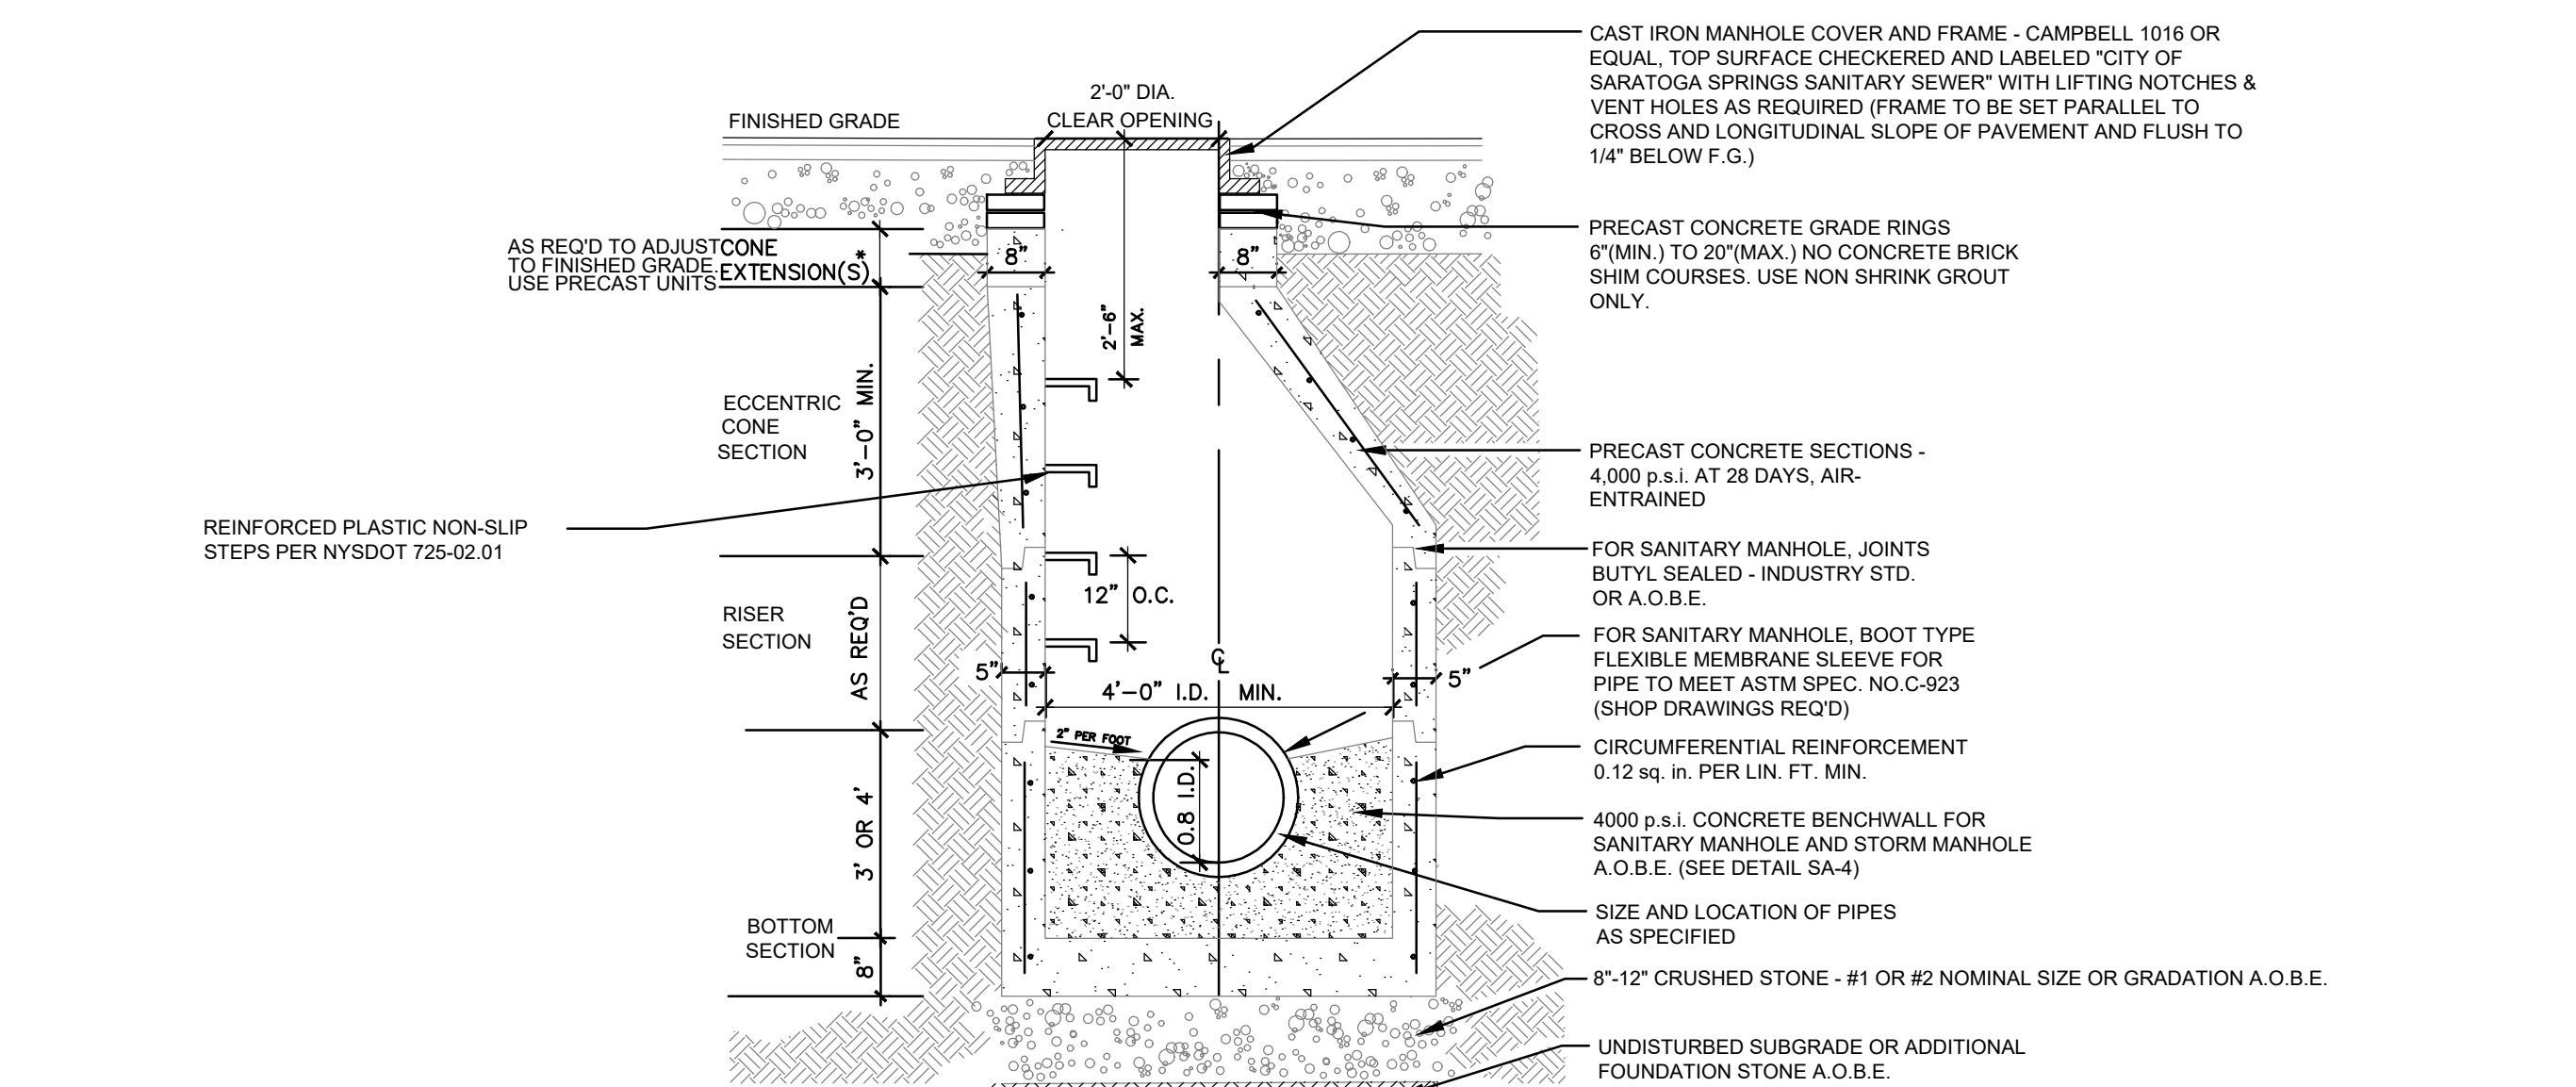 CAST IRON MANHOLE COVER AND FRAME - CAMPBELL 1016 OR
EQUAL, TOP SURFACE CHECKERED AND LABELED "CITY OF
SARATOGA SPRINGS SANITARY SEWER" WITH LIFTING NOTCHES &
VENT HOLES AS REQUIRED (FRAME TO BE SET PARALLEL TO
CROSS AND LONGITUDINAL SLOPE OF PAVEMENT AND FLUSH TO
1/4" BELOW F.G.)
2'-0" DIA.
CLEAR OPENING
FINISHED GRADE
PRECAST CONCRETE GRADE RINGS
6"(MIN.) TO 20"(MAX.) NO CONCRETE BRICK
SHIM COURSES. USE NON SHRINK GROUT
ONLY.
AS REQ'D TO ADJUST
TO FINISHED GRADE.
USE PRECAST UNITS
CONE
EXTENSION(S)*
8"
8"
2'-6"
MAX.
ECCENTRIC
CONE
SECTION
3'-0" MIN.
PRECAST CONCRETE SECTIONS -
4,000 p.s.i. AT 28 DAYS, AIR-
ENTRAINED
REINFORCED PLASTIC NON-SLIP
STEPS PER NYSDOT 725-02.01
FOR SANITARY MANHOLE, JOINTS
BUTYL SEALED - INDUSTRY STD.
OR A.O.B.E.
12" O.C.
RISER
SECTION
AS REQ'D
FOR SANITARY MANHOLE, BOOT TYPE
FLEXIBLE MEMBRANE SLEEVE FOR
PIPE TO MEET ASTM SPEC. NO.C-923
(SHOP DRAWINGS REQ'D)
℄
5"
5"
4'-0" I.D. MIN.
2" PER FOOT
CIRCUMFERENTIAL REINFORCEMENT
0.12 sq. in. PER LIN. FT. MIN.
0.8 I.D.
3' OR 4'
4000 p.s.i. CONCRETE BENCHWALL FOR
SANITARY MANHOLE AND STORM MANHOLE
A.O.B.E. (SEE DETAIL SA-4)
SIZE AND LOCATION OF PIPES
AS SPECIFIED
BOTTOM
SECTION
8"
8"-12" CRUSHED STONE - #1 OR #2 NOMINAL SIZE OR GRADATION A.O.B.E.
UNDISTURBED SUBGRADE OR ADDITIONAL
FOUNDATION STONE A.O.B.E.